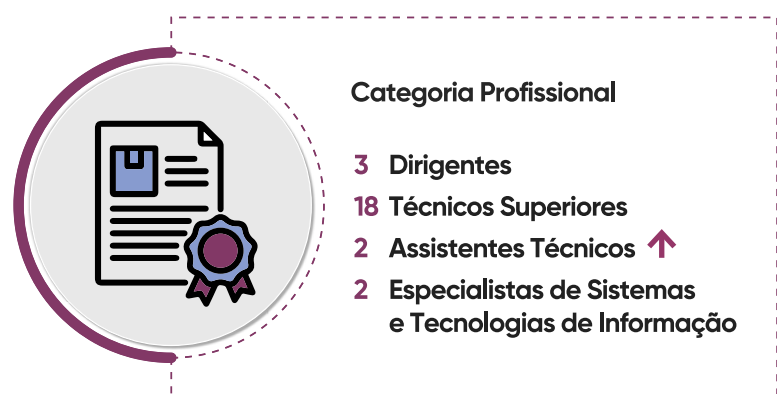 Categoria Profissional
3 Dirigentes
18 Técnicos Superiores
2 Assistentes Técnicos ↑
2 Especialistas de Sistemas
e Tecnologias de Informação